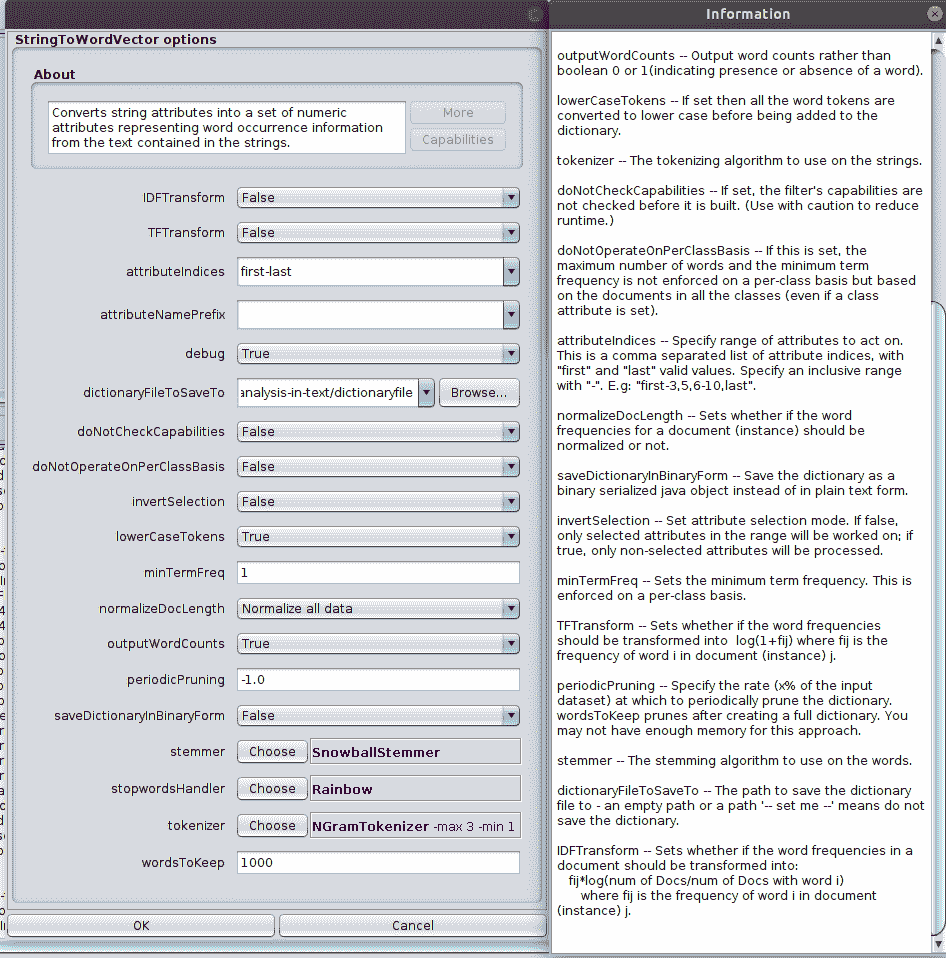 StringToWordVector options
About
Converts string attributes into a set of numeric
attributes representing word occurrence information
from the text contained in the strings.
More
Capabilities
IDFTransform False
TFTransform False
attributeIndices first-last
attributeNamePrefix
debug True
dictionaryFileToSaveTo analysis-in-text/dictionaryfile Browse...
doNotCheckCapabilities False
doNotOperateOnPerClassBasis False
invertSelection False
lowerCaseTokens True
minTermFreq 1
normalizeDocLength Normalize all data
outputWordCounts True
periodicPruning -1.0
saveDictionaryInBinaryForm False
stemmer Choose SnowballStemmer
stopwordsHandler Choose Rainbow
tokenizer Choose NGramTokenizer -max 3 -min 1
wordsToKeep 1000
OK Cancel
Information
outputWordCounts -- Output word counts rather than
boolean 0 or 1(indicating presence or absence of a word).
lowerCaseTokens -- If set then all the word tokens are
converted to lower case before being added to the
dictionary.
tokenizer -- The tokenizing algorithm to use on the strings.
doNotCheckCapabilities -- If set, the filter's capabilities are
not checked before it is built. (Use with caution to reduce
runtime.)
doNotOperateOnPerClassBasis -- If this is set, the
maximum number of words and the minimum term
frequency is not enforced on a per-class basis but based
on the documents in all the classes (even if a class
attribute is set).
attributeIndices -- Specify range of attributes to act on.
This is a comma separated list of attribute indices, with
"first" and "last" valid values. Specify an inclusive range
with "-". E.g: "first-3,5,6-10,last".
normalizeDocLength -- Sets whether if the word
frequencies for a document (instance) should be
normalized or not.
saveDictionaryInBinaryForm -- Save the dictionary as a
binary serialized java object instead of in plain text form.
invertSelection -- Set attribute selection mode. If false,
only selected attributes in the range will be worked on; if
true, only non-selected attributes will be processed.
minTermFreq -- Sets the minimum term frequency. This is
enforced on a per-class basis.
TFTransform -- Sets whether if the word frequencies
should be transformed into  log(1+fij) where fij is the
frequency of word i in document (instance) j.
periodicPruning -- Specify the rate (x% of the input
dataset) at which to periodically prune the dictionary.
wordsToKeep prunes after creating a full dictionary. You
may not have enough memory for this approach.
stemmer -- The stemming algorithm to use on the words.
dictionaryFileToSaveTo -- The path to save the dictionary
file to - an empty path or a path '-- set me --' means do not
save the dictionary.
IDFTransform -- Sets whether if the word frequencies in a
document should be transformed into:
fij*log(num of Docs/num of Docs with word i)
where fij is the frequency of word i in document
(instance) j.